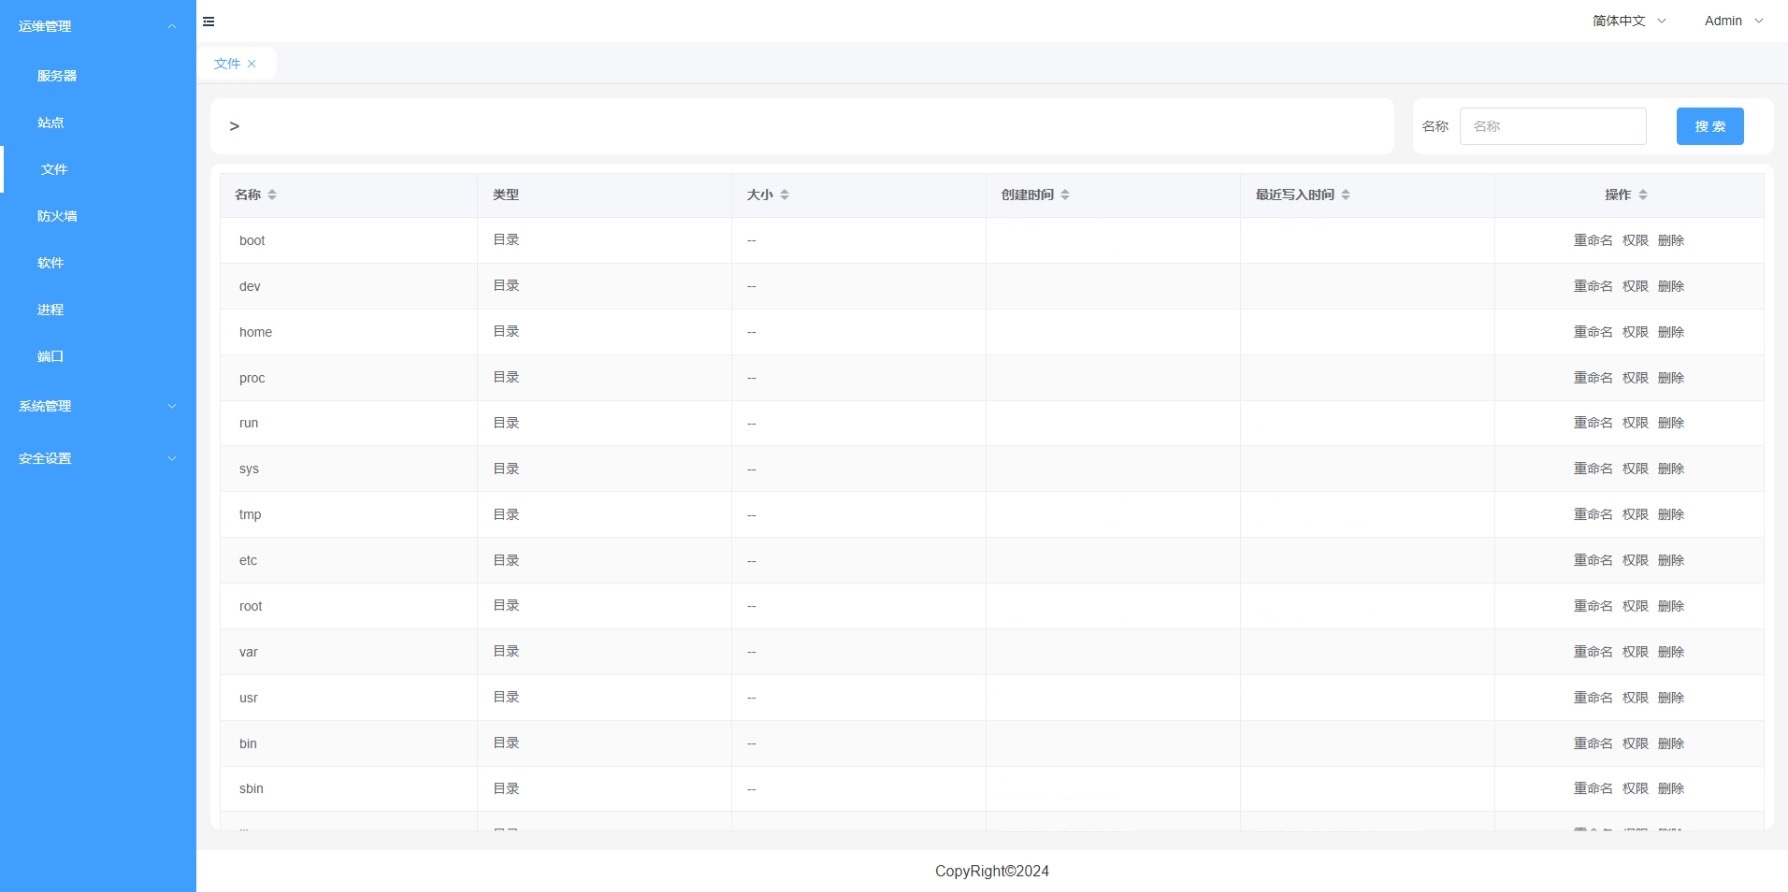 运维管理
服务器
站点
文件
防火墙
软件
进程
端口
系统管理
安全设置
简体中文 Admin
文件 ×
>
名称 名称 搜 索
名称 类型 大小 创建时间 最近写入时间 操作
boot 目录 -- 重命名 权限 删除
dev 目录 -- 重命名 权限 删除
home 目录 -- 重命名 权限 删除
proc 目录 -- 重命名 权限 删除
run 目录 -- 重命名 权限 删除
sys 目录 -- 重命名 权限 删除
tmp 目录 -- 重命名 权限 删除
etc 目录 -- 重命名 权限 删除
root 目录 -- 重命名 权限 删除
var 目录 -- 重命名 权限 删除
usr 目录 -- 重命名 权限 删除
bin 目录 -- 重命名 权限 删除
sbin 目录 -- 重命名 权限 删除
CopyRight©2024